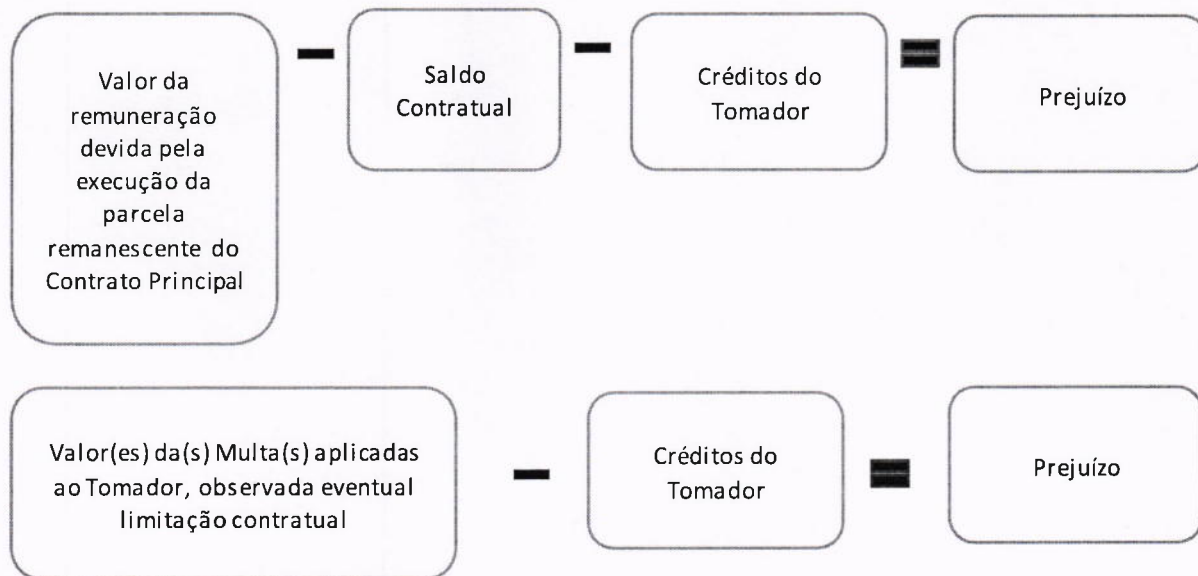 Valor da
remuneração
devida pela
execução da
parcela
remanescente do
Contrato Principal
Saldo
Contratual
Créditos do
Tomador
Prejuízo
Valor(es) da(s) Multa(s) aplicadas
ao Tomador, observada eventual
limitação contratual
Créditos do
Tomador
Prejuízo